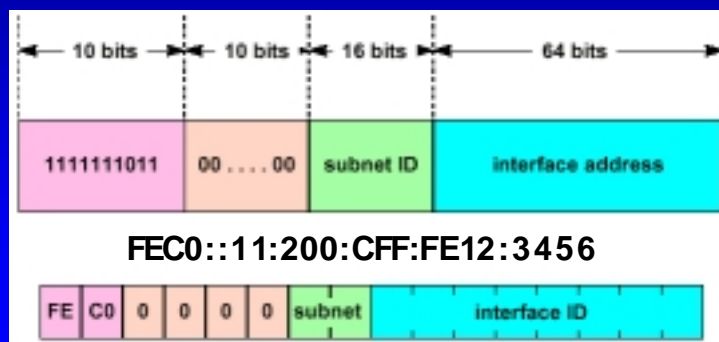 10 bits 10 bits 16 bits 64 bits
1111111011 00 . . . . 00 subnet ID interface address
FEC0::11:200:CFF:FE12:3456
FE C0 0 0 0 0 subnet interface ID